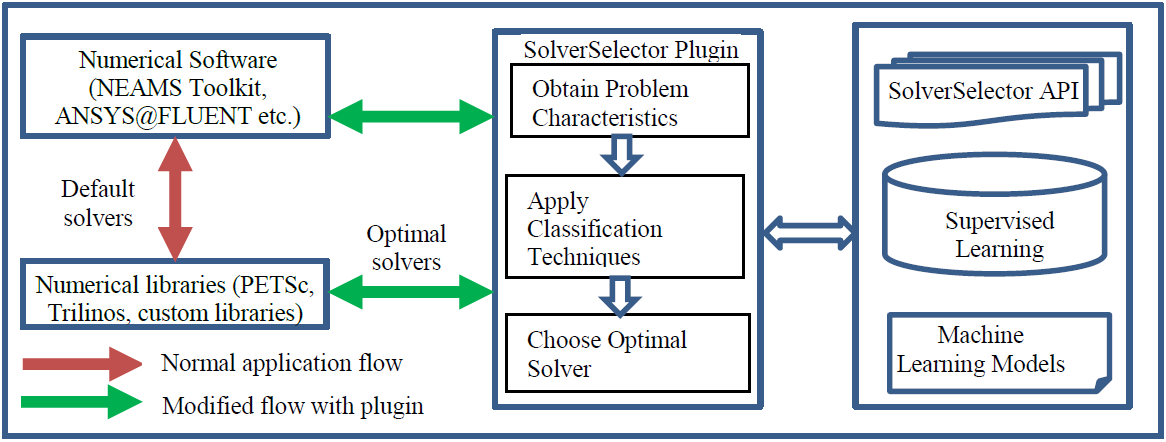 Numerical Software
(NEAMS Toolkit,
ANSYS@FLUENT etc.)
Default
solvers
Numerical libraries (PETSc,
Trilinos, custom libraries)
Normal application flow
Modified flow with plugin
Optimal
solvers
SolverSelector Plugin
Obtain Problem
Characteristics
Apply
Classification
Techniques
Choose Optimal
Solver
SolverSelector API
Supervised
Learning
Machine
Learning Models